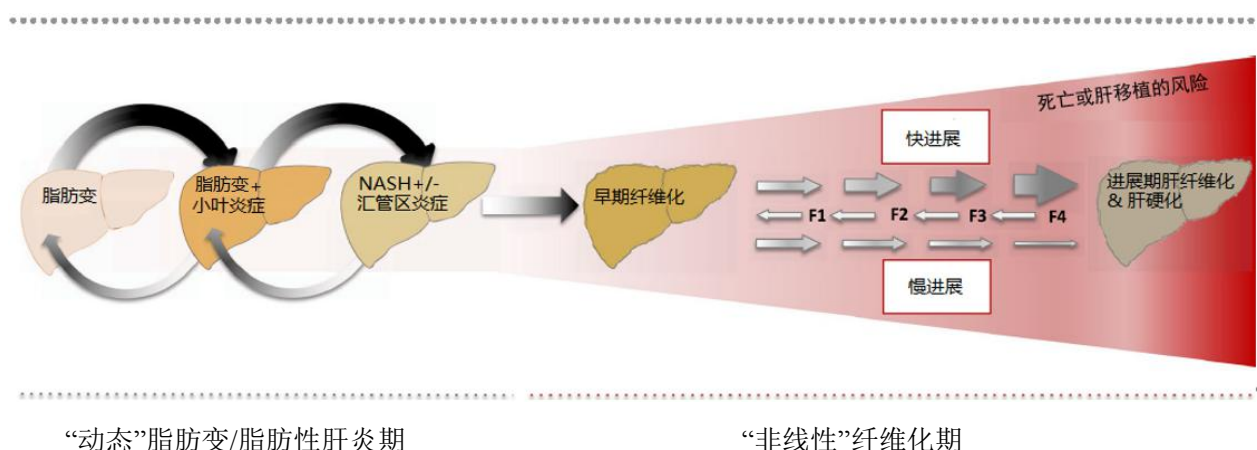 死亡或肝移植的风险
快进展
脂肪变
脂肪变+
小叶炎症
NASH+/-
汇管区炎症
早期纤维化
F1 F2 F3 F4
进展期肝纤维化
& 肝硬化
慢进展
“动态”脂肪变/脂肪性肝炎期
“非线性”纤维化期